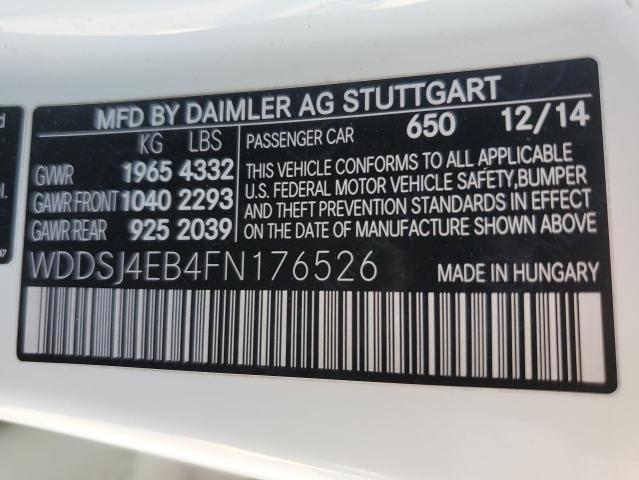 MFD BY DAIMLER AG STUTTGART
KG LBS
PASSENGER CAR 650 12/14
GVWR 1965 4332
GAWR FRONT 1040 2293
GAWR REAR 925 2039
THIS VEHICLE CONFORMS TO ALL APPLICABLE
U.S. FEDERAL MOTOR VEHICLE SAFETY,BUMPER
AND THEFT PREVENTION STANDARDS IN EFFECT
ON THE DATE OF MANUFACTURE SHOWN ABOVE
WDDSJ4EB4FN176526
MADE IN HUNGARY